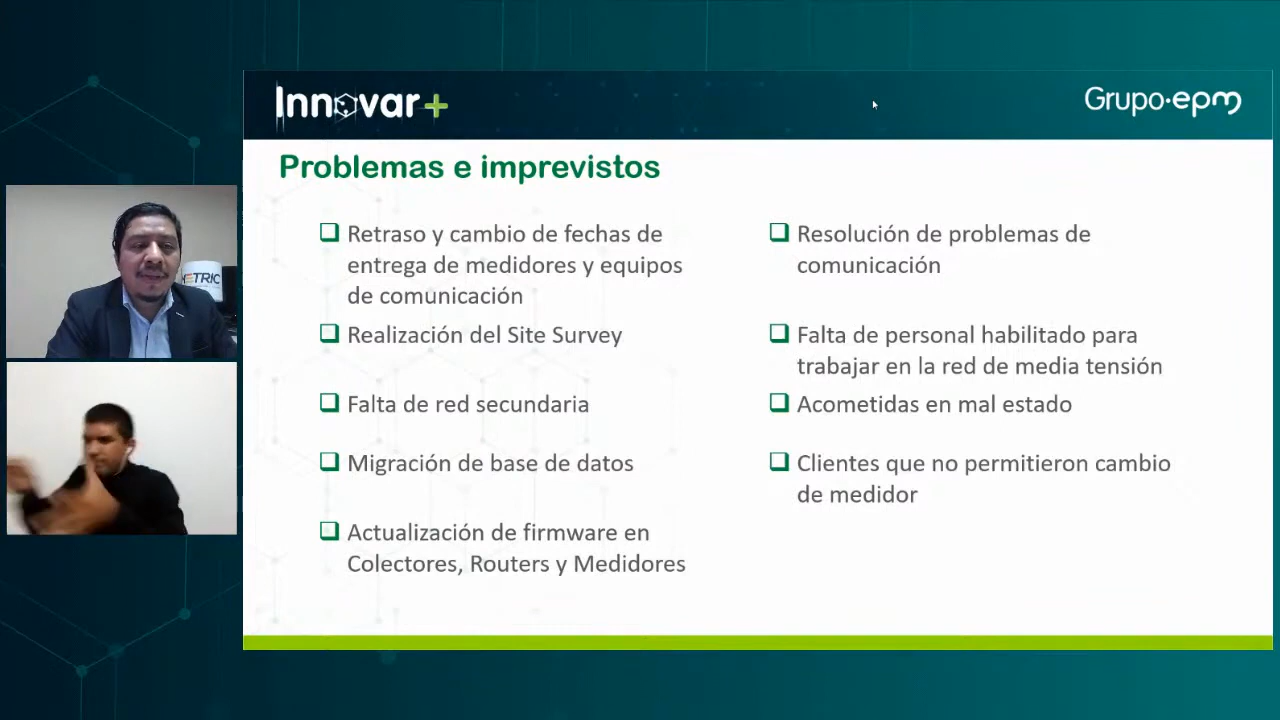 Innovar+
Grupo·epm
Problemas e imprevistos
Retraso y cambio de fechas de
entrega de medidores y equipos
de comunicación
Realización del Site Survey
Falta de red secundaria
Migración de base de datos
Actualización de firmware en
Colectores, Routers y Medidores
Resolución de problemas de
comunicación
Falta de personal habilitado para
trabajar en la red de media tensión
Acometidas en mal estado
Clientes que no permitieron cambio
de medidor
ETRIC